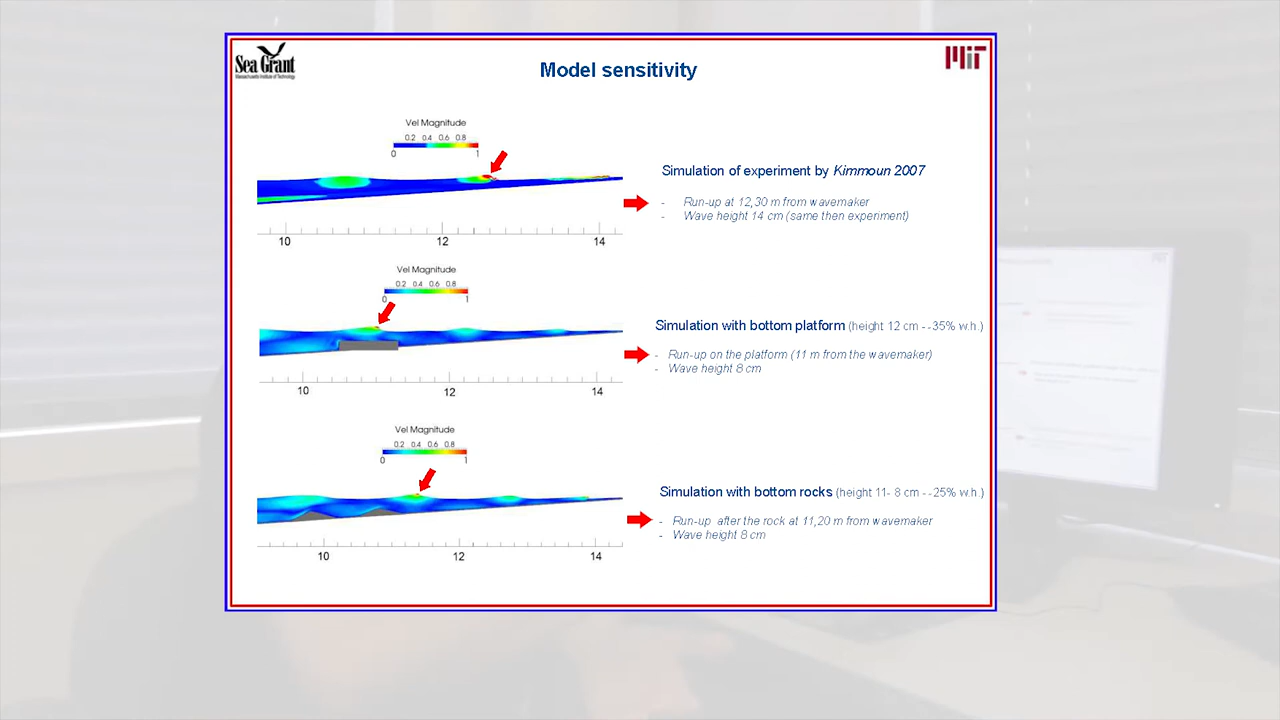 Sea Grant
Massachusetts Institute of Technology
MiT
Model sensitivity
Vel Magnitude
0.2 0.4 0.6 0.8
0 1
Simulation of experiment by Kimmoun 2007
- Run-up at 12,30 m from wavemaker
- Wave height 14 cm (same then experiment)
10 12 14
Vel Magnitude
0.2 0.4 0.6 0.8
0 1
Simulation with bottom platform (height 12 cm - -35% w.h.)
- Run-up on the platform (11 m from the wavemaker)
- Wave height 8 cm
10 12 14
Vel Magnitude
0.2 0.4 0.6 0.8
0 1
Simulation with bottom rocks (height 11- 8 cm - -25% w.h.)
- Run-up after the rock at 11,20 m from wavemaker
- Wave height 8 cm
10 12 14